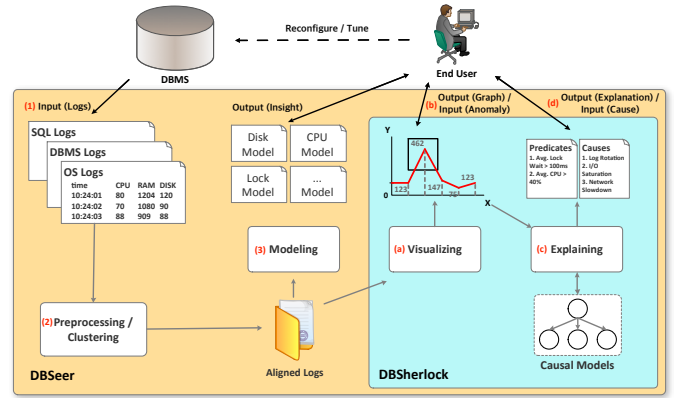 Reconfigure / Tune
DBMS
End User
(1) Input (Logs)
Output (Insight)
(b) Output (Graph) /
Input (Anomaly)
(d) Output (Explanation) /
Input (Cause)
SQL Logs
DBMS Logs
OS Logs
time CPU RAM DISK
10:24:01 80 1204 120
10:24:02 70 1080 90
10:24:03 88 909 88
Disk
Model
CPU
Model
Lock
Model
...
Model
Y
462
123
147
75
123
0
X
Predicates
1. Avg. Lock
Wait > 100ms
2. Avg. CPU >
40%
Causes
1. Log Rotation
2. I/O
Saturation
3. Network
Slowdown
(3) Modeling
(a) Visualizing
(c) Explaining
(2) Preprocessing /
Clustering
Aligned Logs
Causal Models
DBSeer
DBSherlock